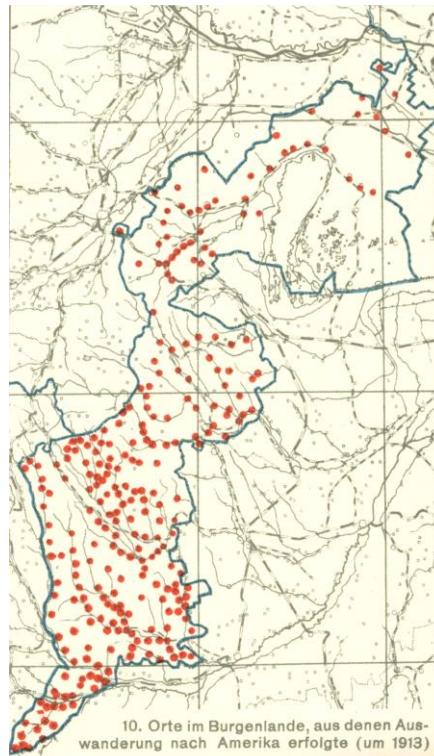 10. Orte im Burgenlande, aus denen Aus-
wanderung nach Amerika erfolgte (um 1913)